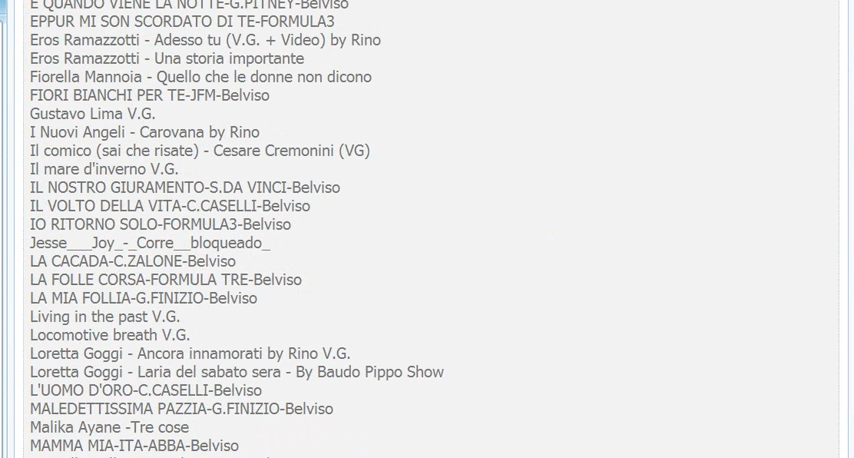 E QUANDO VIENE LA NOTTE-G.PITNEY-Belviso
EPPUR MI SON SCORDATO DI TE-FORMULA3
Eros Ramazzotti - Adesso tu (V.G. + Video) by Rino
Eros Ramazzotti - Una storia importante
Fiorella Mannoia - Quello che le donne non dicono
FIORI BIANCHI PER TE-JFM-Belviso
Gustavo Lima V.G.
I Nuovi Angeli - Carovana by Rino
Il comico (sai che risate) - Cesare Cremonini (VG)
Il mare d'inverno V.G.
IL NOSTRO GIURAMENTO-S.DA VINCI-Belviso
IL VOLTO DELLA VITA-C.CASELLI-Belviso
IO RITORNO SOLO-FORMULA3-Belviso
Jesse___Joy_-_Corre__bloqueado_
LA CACADA-C.ZALONE-Belviso
LA FOLLE CORSA-FORMULA TRE-Belviso
LA MIA FOLLIA-G.FINIZIO-Belviso
Living in the past V.G.
Locomotive breath V.G.
Loretta Goggi - Ancora innamorati by Rino V.G.
Loretta Goggi - Laria del sabato sera - By Baudo Pippo Show
L'UOMO D'ORO-C.CASELLI-Belviso
MALEDETTISSIMA PAZZIA-G.FINIZIO-Belviso
Malika Ayane -Tre cose
MAMMA MIA-ITA-ABBA-Belviso